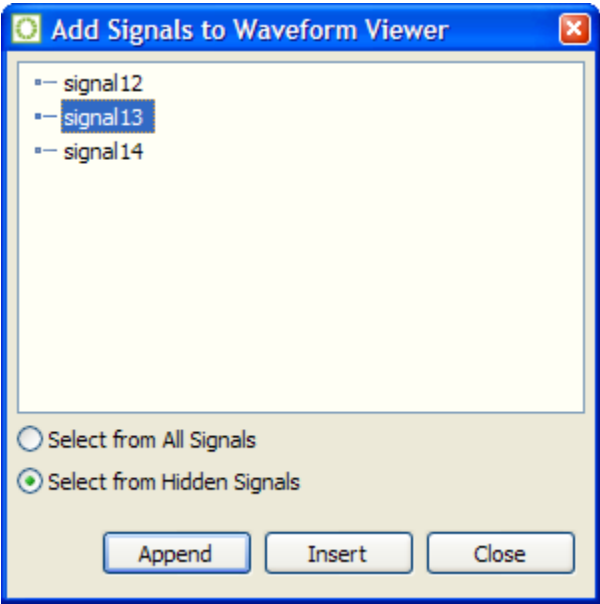 Add Signals to Waveform Viewer
signal12
signal13
signal14
Select from All Signals
Select from Hidden Signals
Append Insert Close